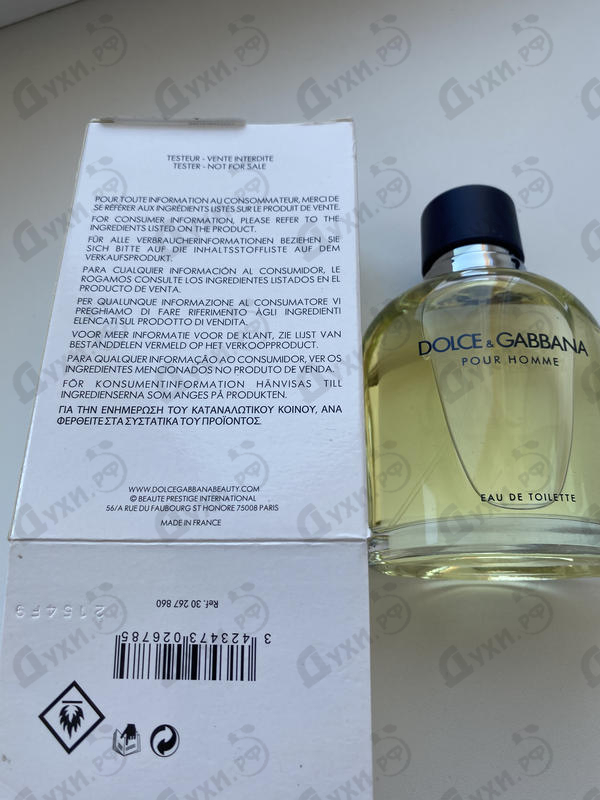 TESTEUR - VENTE INTERDITE
TESTER - NOT FOR SALE
POUR TOUTE INFORMATION AU CONSOMMATEUR, MERCI DE
SE RÉFÉRER AUX INGRÉDIENTS LISTÉS SUR LE PRODUIT DE VENTE.
FOR CONSUMER INFORMATION, PLEASE REFER TO THE
INGREDIENTS LISTED ON THE PRODUCT.
FÜR ALLE VERBRAUCHERINFORMATIONEN BEZIEHEN SIE
SICH BITTE AUF DIE INHALTSSTOFFLISTE AUF DEM
VERKAUFSPRODUKT.
PARA CUALQUIER INFORMACIÓN AL CONSUMIDOR, LE
ROGAMOS CONSULTE LOS INGREDIENTES LISTADOS EN EL
PRODUCTO DE VENTA.
PER QUALUNQUE INFORMAZIONE AL CONSUMATORE VI
PREGHIAMO DI FARE RIFERIMENTO ÀGLI INGREDIENTI
ELENCATI SUL PRODOTTO DI VENDITA.
VOOR MEER INFORMATIE VOOR DE KLANT, ZIE LIJST VAN
BESTANDDELEN VERMELD OP HET VERKOOPPRODUCT.
PARA QUALQUER INFORMAÇÃO AO CONSUMIDOR, VER OS
INGREDIENTES MENCIONADOS NO PRODUTO DE VENDA.
FÖR KONSUMENTINFORMATION HÄNVISAS TILL
INGREDIENSERNA SOM ANGES PÅ PRODUKTEN.
ΓΙΑ ΤΗΝ ΕΝΗΜΕΡΩΣΗ ΤΟΥ ΚΑΤΑΝΑΛΩΤΙΚΟΥ ΚΟΙΝΟΥ, ΑΝΑ
ΦΕΡΘΕΙΤΕ ΣΤΑ ΣΥΣΤΑΤΙΚΑ ΤΟΥ ΠΡΟΪΟΝΤΟΣ.
WWW.DOLCEGABBANABEAUTY.COM
© BEAUTE PRESTIGE INTERNATIONAL
56/A RUE DU FAUBOURG ST HONORE 75008 PARIS
MADE IN FRANCE
Ref. 30 267 860
2154F9
3 423473 026785
DOLCE & GABBANA
POUR HOMME
EAU DE TOILETTE
Духи.РФ